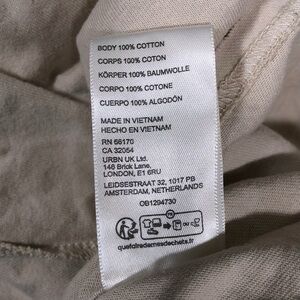 BODY 100% COTTON
CORPS 100% COTON
KÖRPER 100% BAUMWOLLE
CORPO 100% COTONE
CUERPO 100% ALGODÓN
MADE IN VIETNAM
HECHO EN VIETNAM
RN 66170
CA 32054
URBN UK Ltd.
146 Brick Lane,
LONDON, E1 6RU
LEIDSESTRAAT 32, 1017 PB
AMSTERDAM, NETHERLANDS
OB1294730
quefairedemesdechets.fr